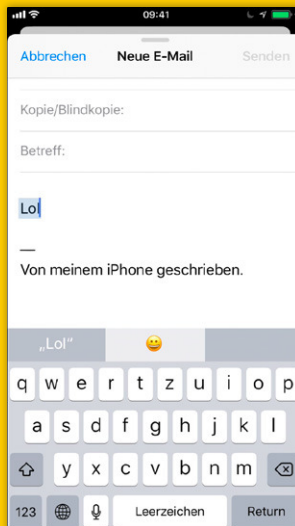 09:41
Abbrechen Neue E-Mail Senden
Kopie/Blindkopie:
Betreff:
Lol
—
Von meinem iPhone geschrieben.
„Lol“ 😀
q w e r t z u i o p
a s d f g h j k l
y x c v b n m
123 Leerzeichen Return